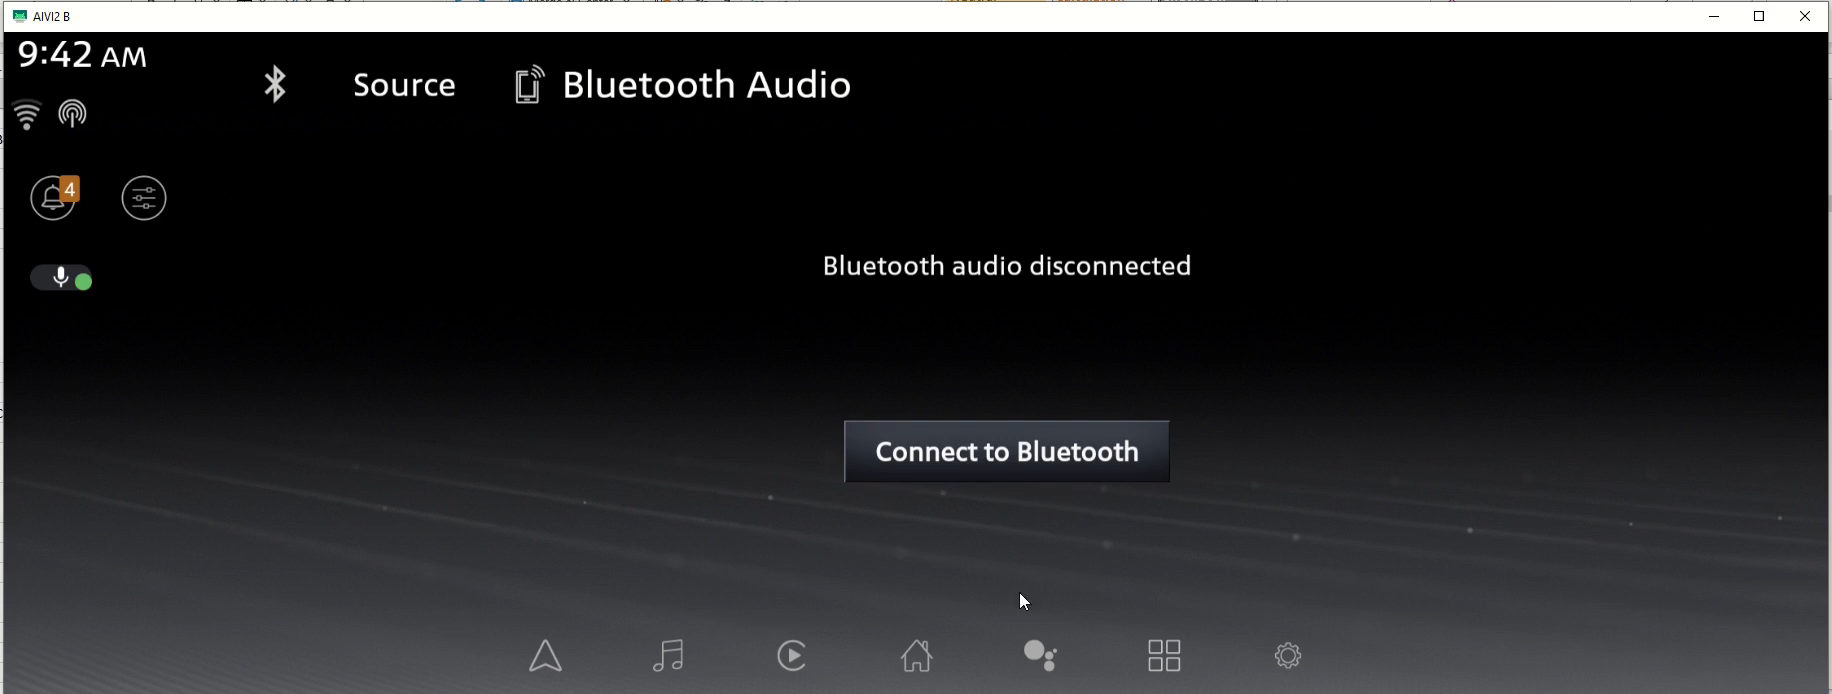 AIVI2 B
9:42 AM
Source
Bluetooth Audio
4
Bluetooth audio disconnected
Connect to Bluetooth